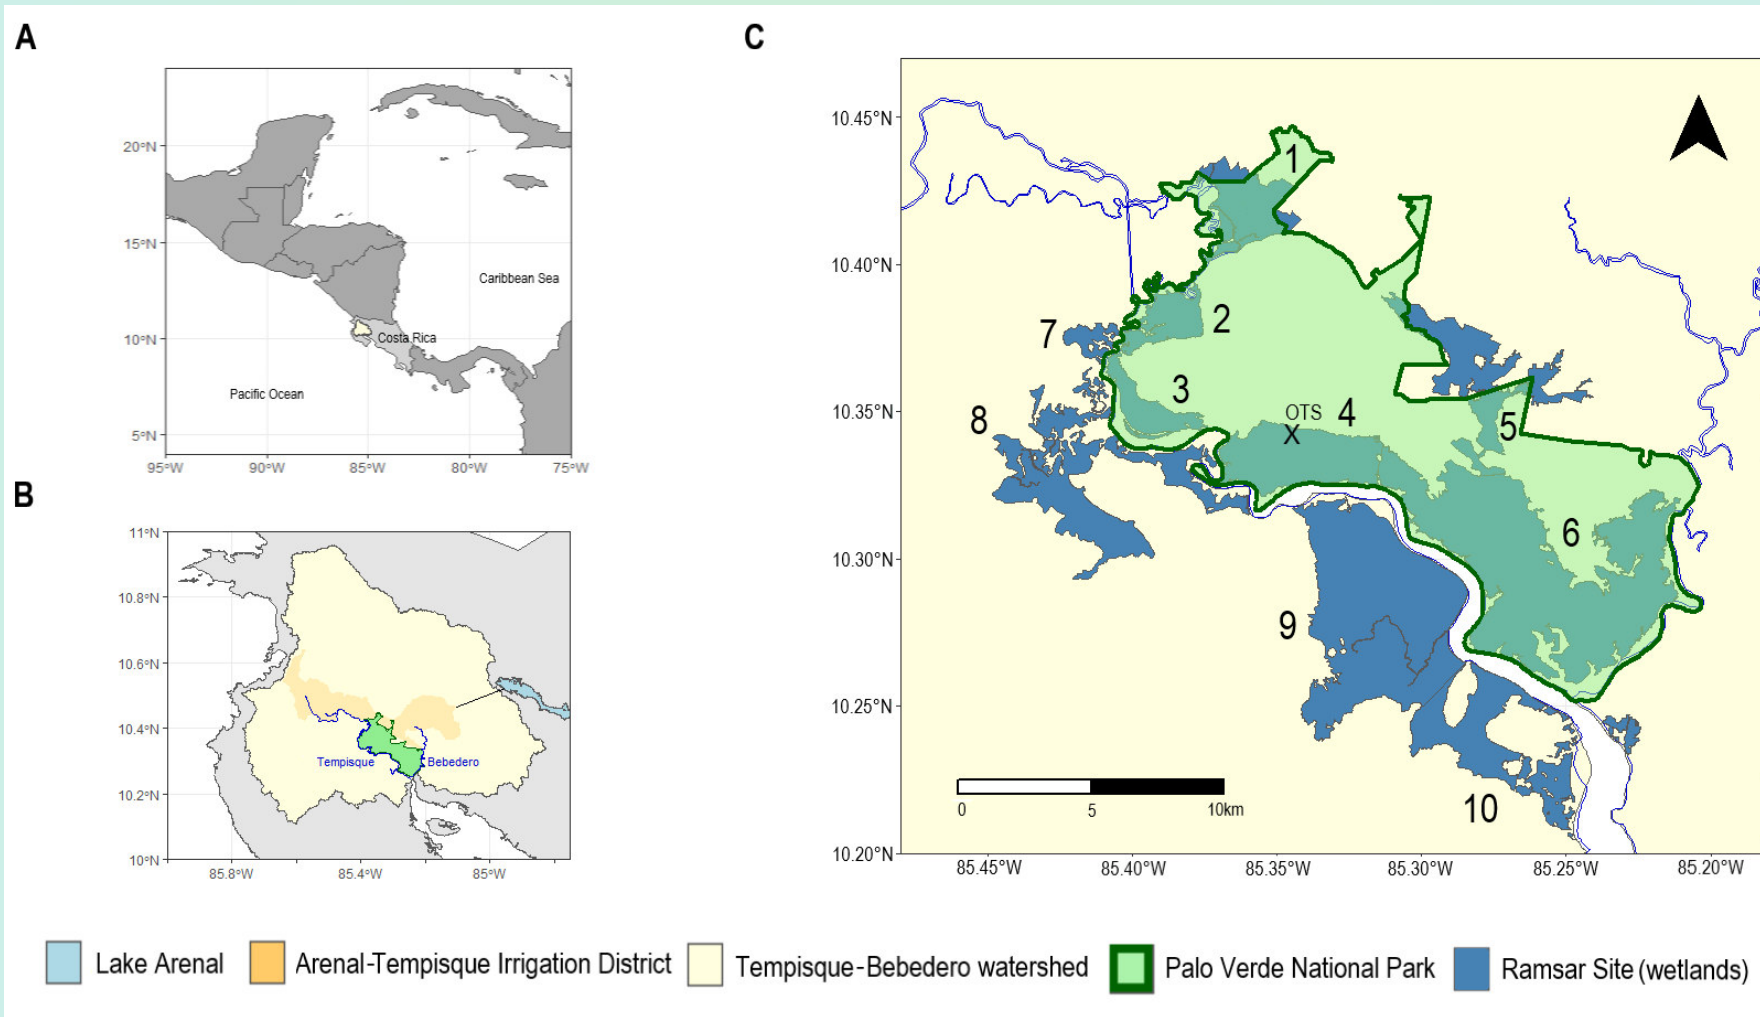 A
20°N
15°N
10°N
5°N
95°W 90°W 85°W 80°W 75°W
Caribbean Sea
Costa Rica
Pacific Ocean
B
11°N
10.8°N
10.6°N
10.4°N
10.2°N
10°N
85.8°W 85.4°W 85°W
Tempisque
Bebedero
C
10.45°N
10.40°N
10.35°N
10.30°N
10.25°N
10.20°N
85.45°W 85.40°W 85.35°W 85.30°W 85.25°W 85.20°W
1
2
7
3
8
OTS
X
4
5
6
9
10
0 5 10km
Lake Arenal
Arenal-Tempisque Irrigation District
Tempisque-Bebedero watershed
Palo Verde National Park
Ramsar Site (wetlands)